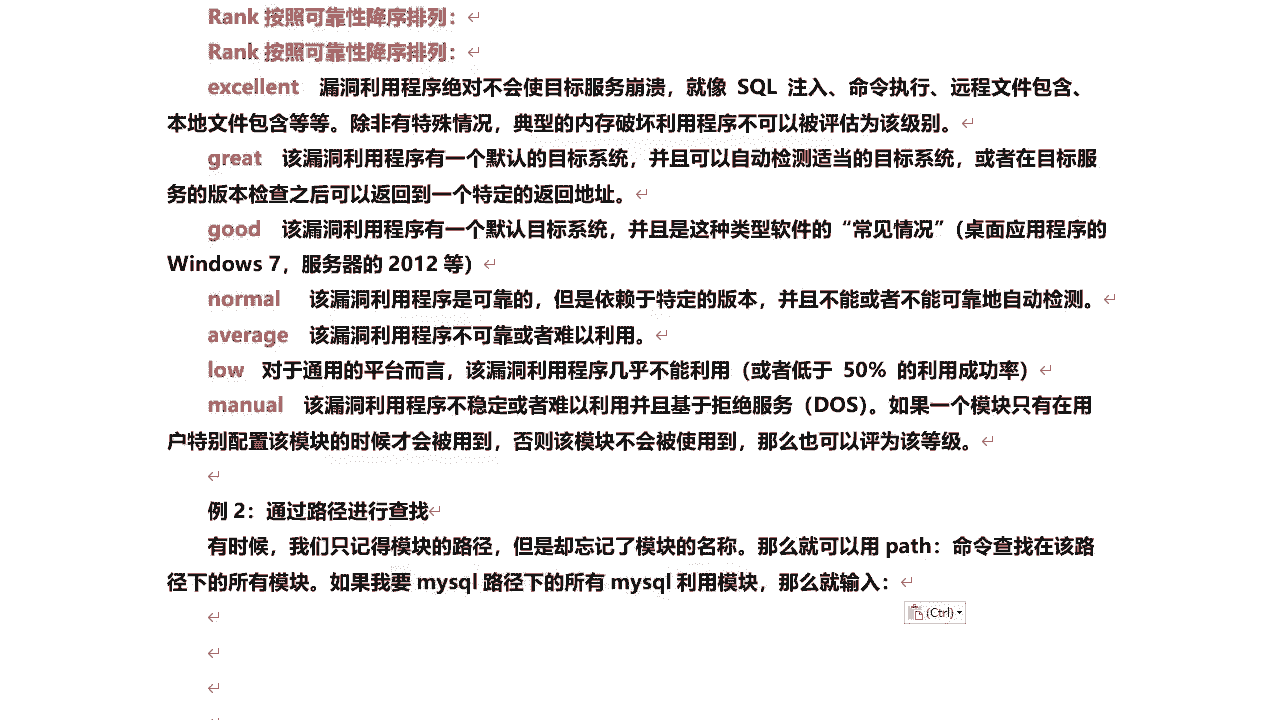 Rank 按照可靠性降序排列：
Rank 按照可靠性降序排列：
excellent 漏洞利用程序绝对不会使目标服务崩溃，就像 SQL 注入、命令执行、远程文件包含、
本地文件包含等等。除非有特殊情况，典型的内存破坏利用程序不可以被评估为该级别。
great 该漏洞利用程序有一个默认的目标系统，并且可以自动检测适当的目标系统，或者在目标服
务的版本检查之后可以返回到一个特定的返回地址。
good 该漏洞利用程序有一个默认目标系统，并且是这种类型软件的“常见情况”（桌面应用程序的
Windows 7，服务器的 2012 等）
normal 该漏洞利用程序是可靠的，但是依赖于特定的版本，并且不能或者不能可靠地自动检测。
average 该漏洞利用程序不可靠或者难以利用。
low 对于通用的平台而言，该漏洞利用程序几乎不能利用（或者低于 50% 的利用成功率）
manual 该漏洞利用程序不稳定或者难以利用并且基于拒绝服务（DOS）。如果一个模块只有在用
户特别配置该模块的时候才会被用到，否则该模块不会被使用到，那么也可以评为该等级。
例 2：通过路径进行查找
有时候，我们只记得模块的路径，但是却忘记了模块的名称。那么就可以用 path：命令查找在该路
径下的所有模块。如果我要 mysql 路径下的所有 mysql 利用模块，那么就输入：
(Ctrl)